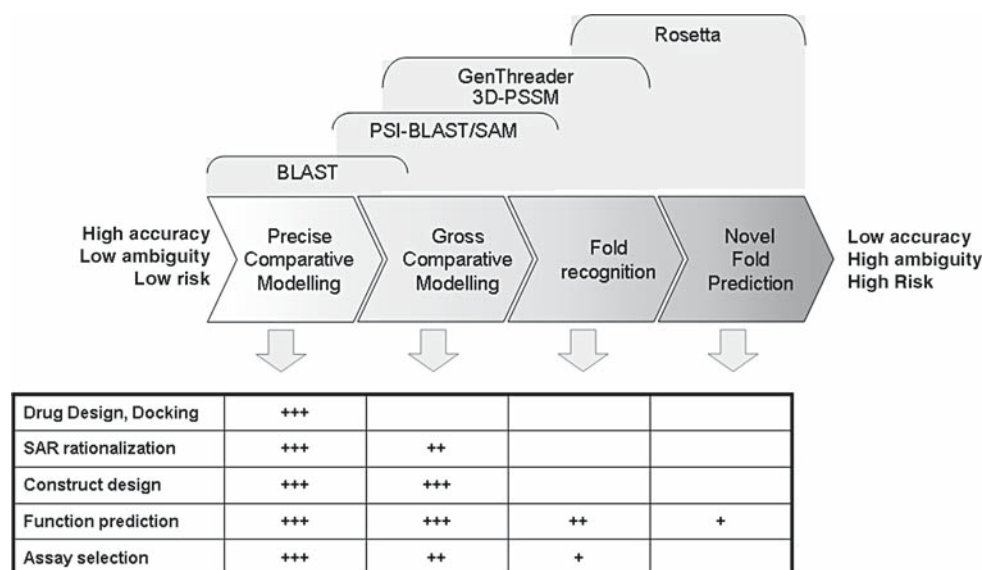 Rosetta
GenThreader
3D-PSSM
PSI-BLAST/SAM
BLAST
High accuracy
Low ambiguity
Low risk
Precise
Comparative
Modelling
Gross
Comparative
Modelling
Fold
recognition
Novel
Fold
Prediction
Low accuracy
High ambiguity
High Risk
Drug Design, Docking +++
SAR rationalization +++ ++
Construct design +++ +++
Function prediction +++ +++ ++ +
Assay selection +++ ++ +